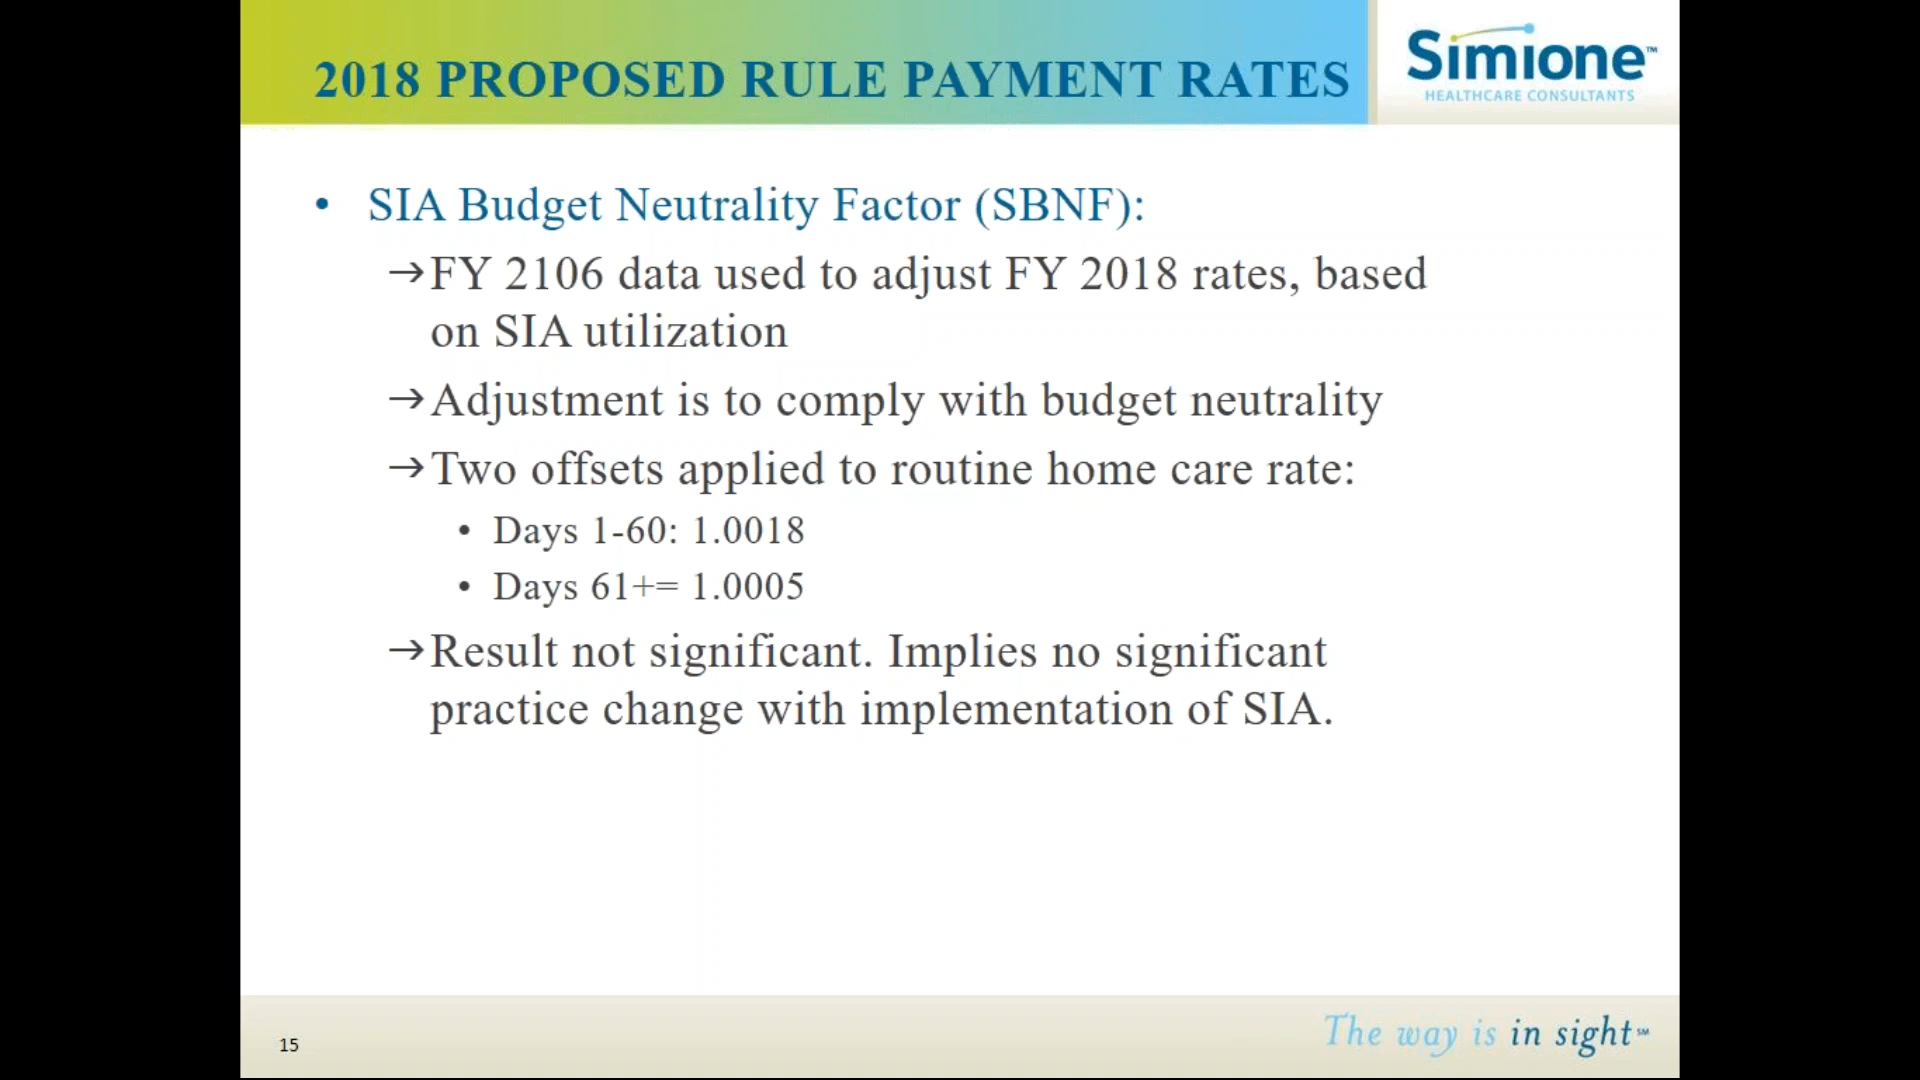 2018 PROPOSED RULE PAYMENT RATES
Simione™
HEALTHCARE CONSULTANTS
• SIA Budget Neutrality Factor (SBNF):
→FY 2106 data used to adjust FY 2018 rates, based
on SIA utilization
→Adjustment is to comply with budget neutrality
→Two offsets applied to routine home care rate:
• Days 1-60: 1.0018
• Days 61+= 1.0005
→Result not significant. Implies no significant
practice change with implementation of SIA.
The way is in sight℠
15